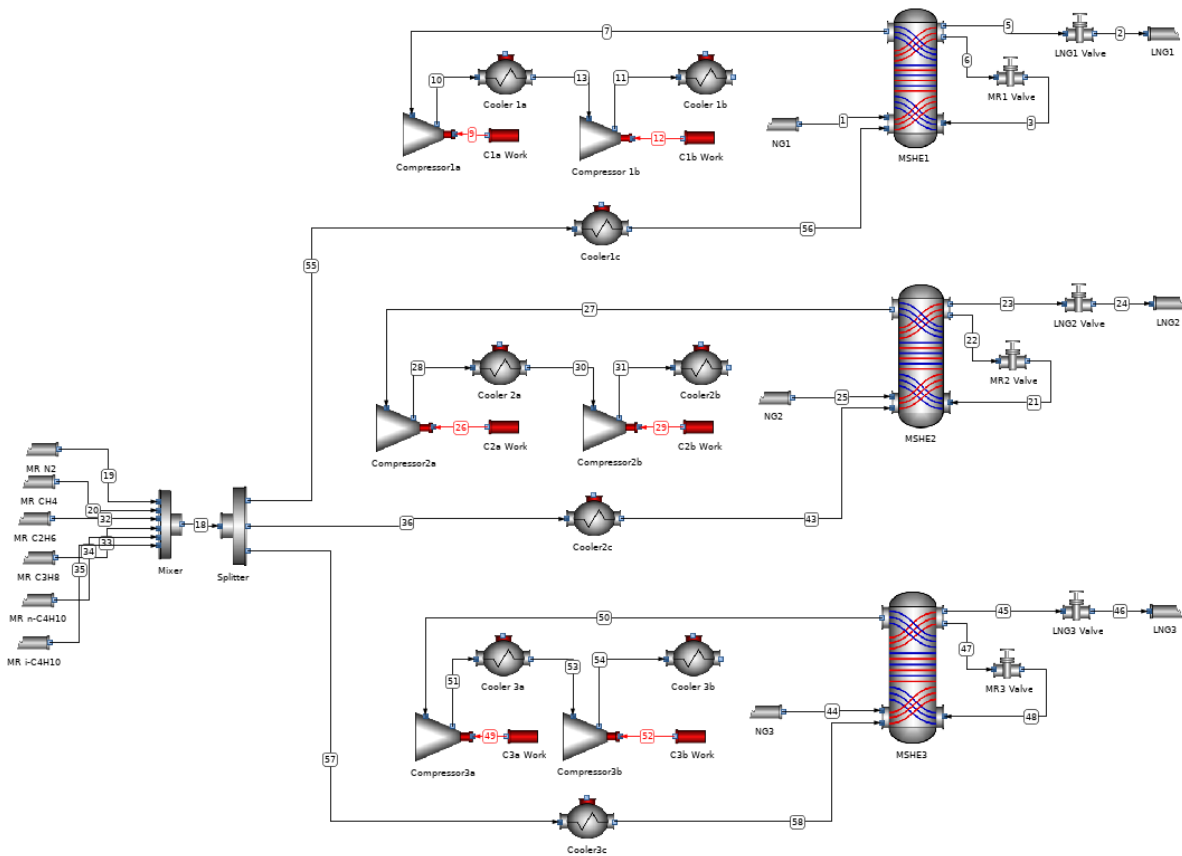 7
5
2
LNG1 Valve
LNG1
6
10
Cooler 1a
13
11
Cooler 1b
MR1 Valve
1
3
NG1
9
C1a Work
12
C1b Work
Compressor1a
Compressor 1b
MSHE1
56
Cooler1c
55
27
23
24
LNG2 Valve
LNG2
22
28
Cooler 2a
30
31
Cooler2b
MR2 Valve
25
21
NG2
26
C2a Work
29
C2b Work
Compressor2a
Compressor2b
MSHE2
MR N2
19
MR CH4
20
32
MR C2H6
18
36
43
Cooler2c
34
33
35
MR C3H8
Mixer
Splitter
MR n-C4H10
MR i-C4H10
50
45
46
LNG3 Valve
LNG3
47
51
Cooler 3a
53
54
Cooler 3b
MR3 Valve
44
48
NG3
49
C3a Work
52
C3b Work
Compressor3a
Compressor3b
MSHE3
57
58
Cooler3c